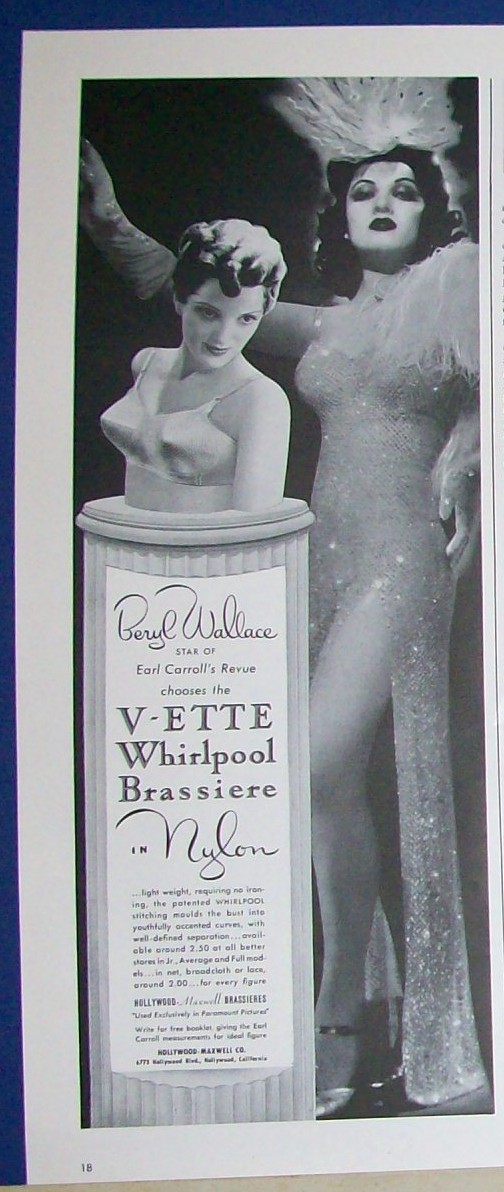 Beryl Wallace
STAR OF
Earl Carroll's Revue
chooses the
V-ETTE
Whirlpool
Brassiere
IN Nylon
...light weight, requiring no iron-
ing, the patented WHIRLPOOL
stitching moulds the bust into
youthfully accented curves, with
well-defined separation...avail-
able around 2.50 at all better
stores in Jr., Average and Full mod-
els...in net, broadcloth or lace,
around 2.00...for every figure
HOLLYWOOD-Maxwell BRASSIERES
"Used Exclusively in Paramount Pictures"
Write for free booklet, giving the Earl
Carroll measurements for ideal figure
HOLLYWOOD-MAXWELL CO.
6773 Hollywood Blvd., Hollywood, California
18